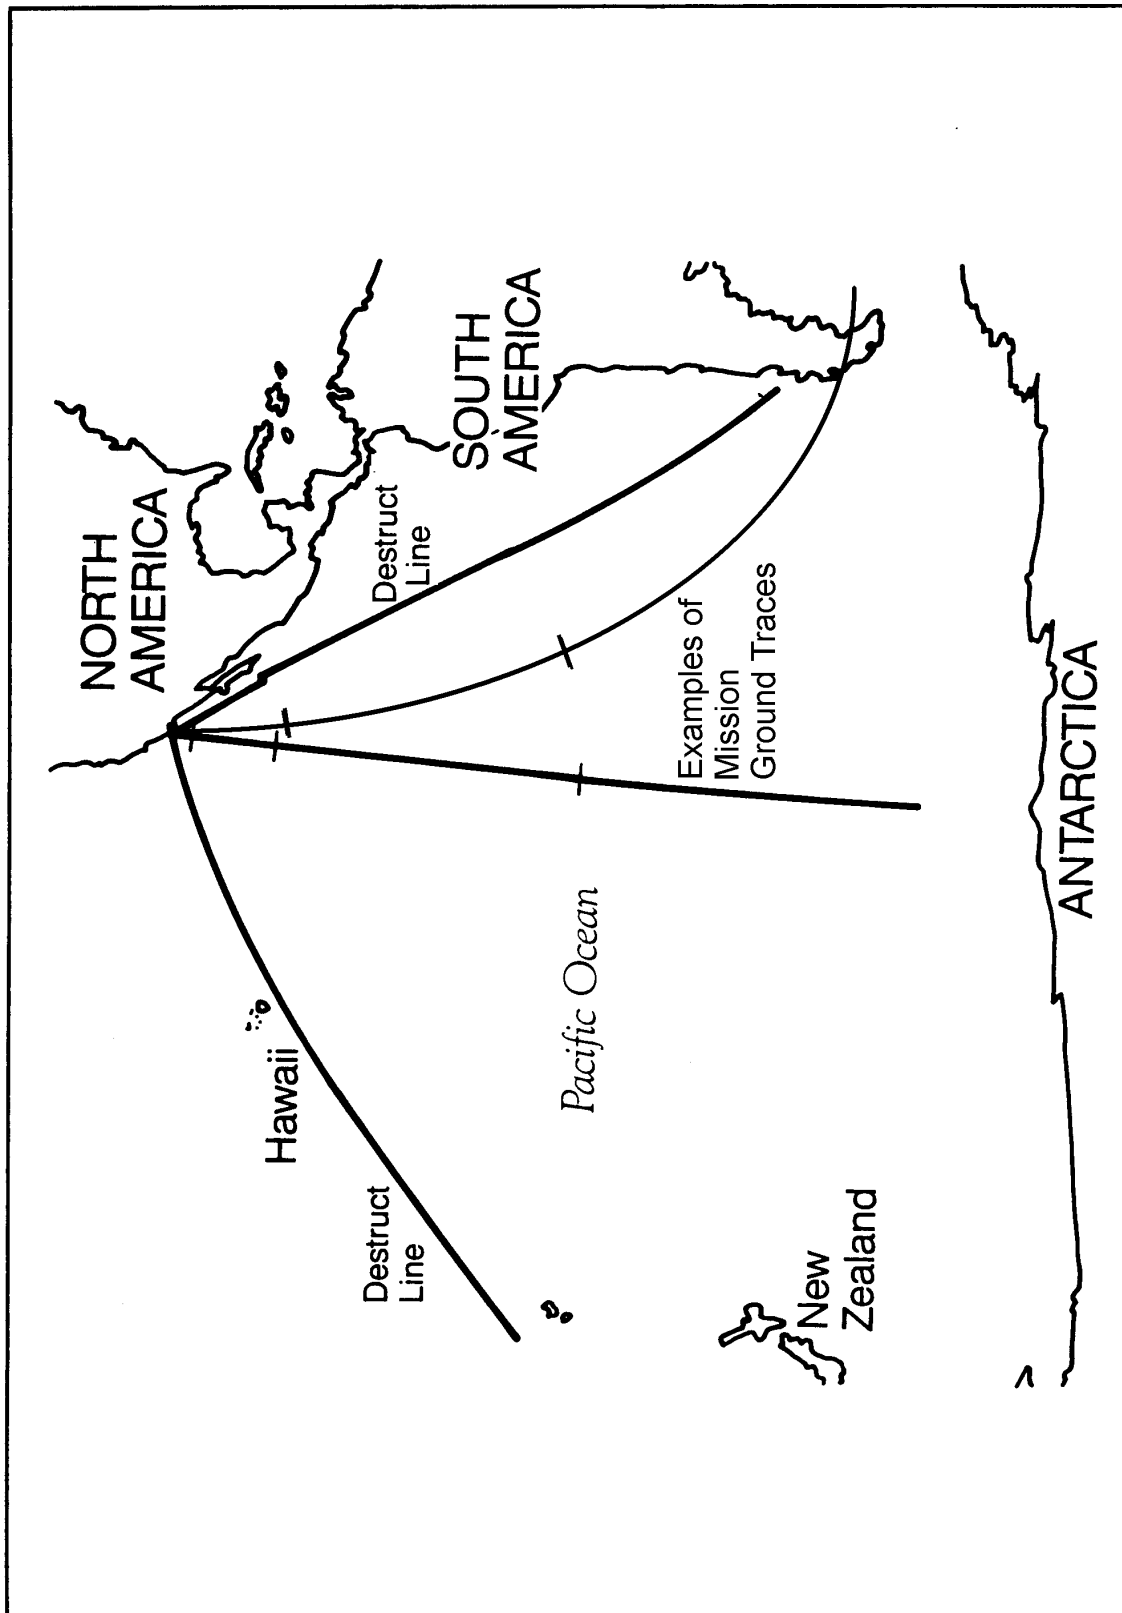 NORTH
AMERICA
SOUTH
AMERICA
Destruct
Line
Hawaii
Destruct
Line
Examples of
Mission
Ground Traces
Pacific Ocean
New
Zealand
ANTARCTICA